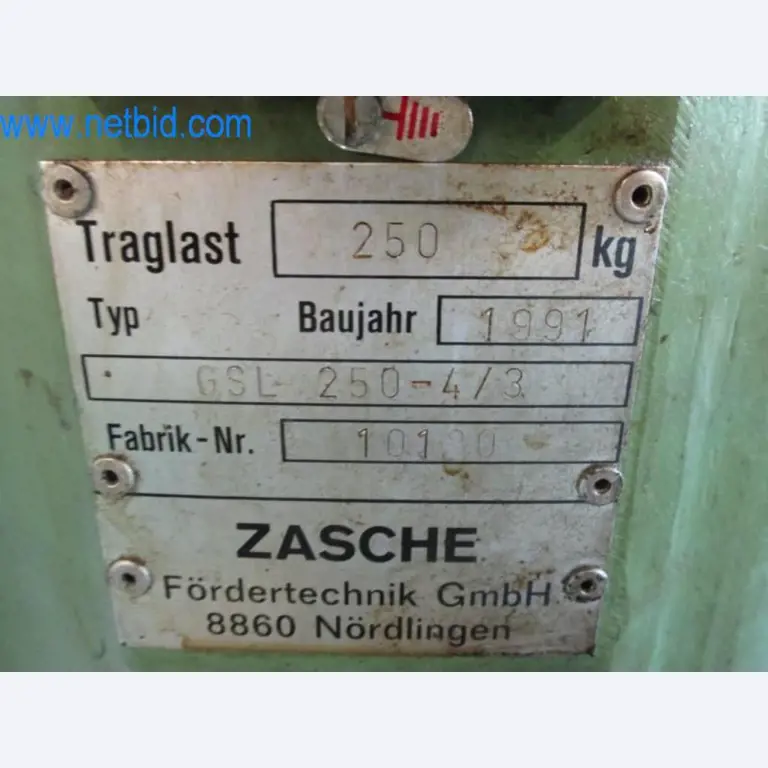 www.netbid.com
Traglast 250 kg
Typ Baujahr 1991
GSL 250-4/3
Fabrik-Nr.
ZASCHE
Fördertechnik GmbH
8860 Nördlingen